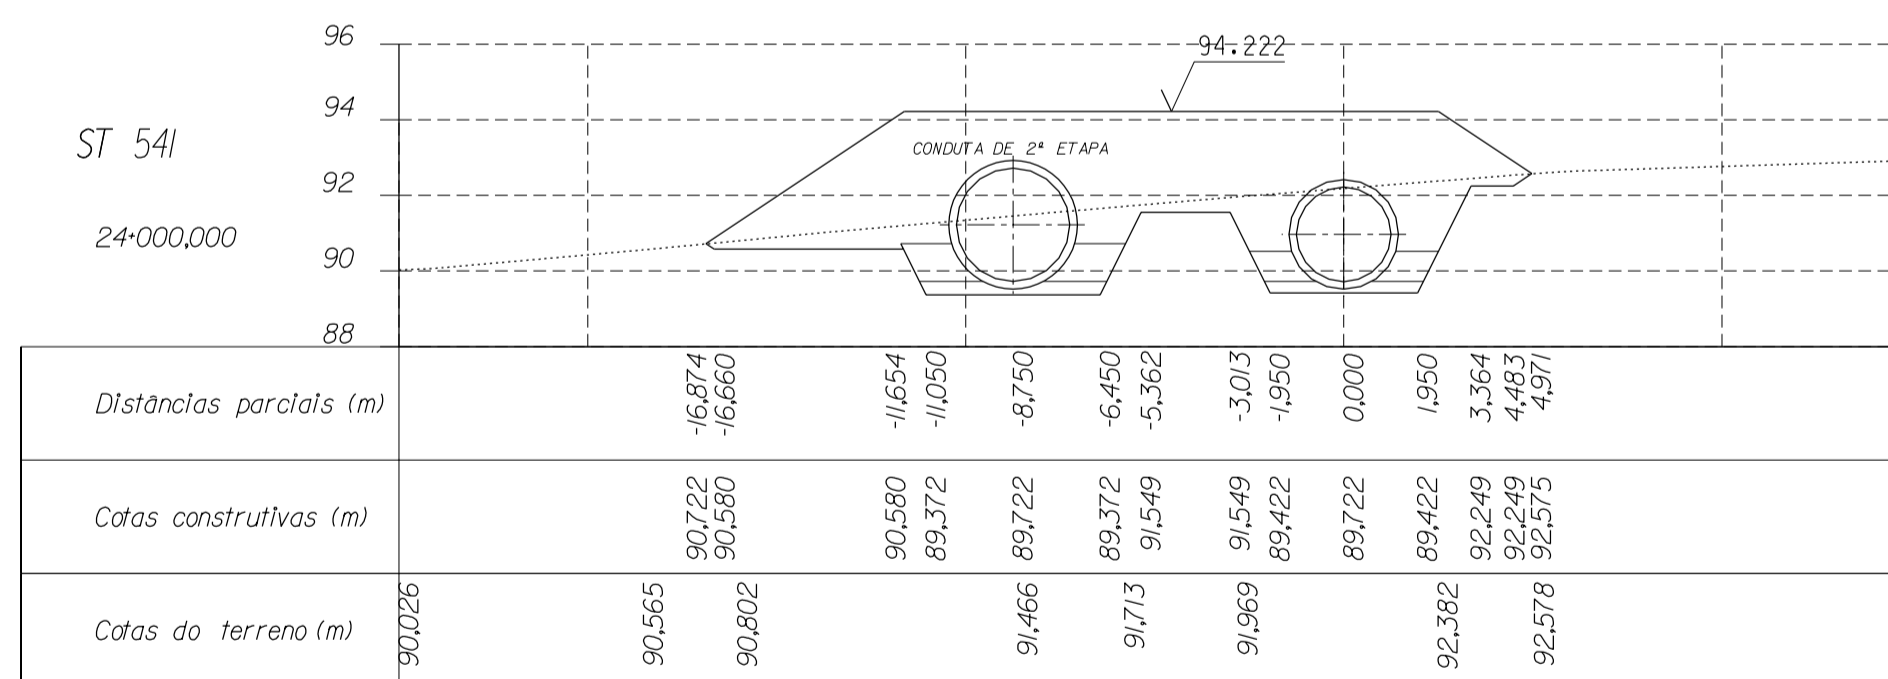 96
94.222
94
ST 541
CONDUTA DE 2ª ETAPA
92
24+000,000
90
88
Distâncias parciais (m) -16,874 -16,660 -11,654 -11,050 -8,750 -6,450 -5,362 -3,013 -1,950 0,000 1,950 3,364 4,483 4,971
Cotas construtivas (m) 90,722 90,580 90,580 89,372 89,722 89,372 91,549 91,549 89,422 89,722 89,422 92,249 92,249 92,575
Cotas do terreno (m) 90,026 90,565 90,802 91,466 91,713 91,969 92,382 92,578